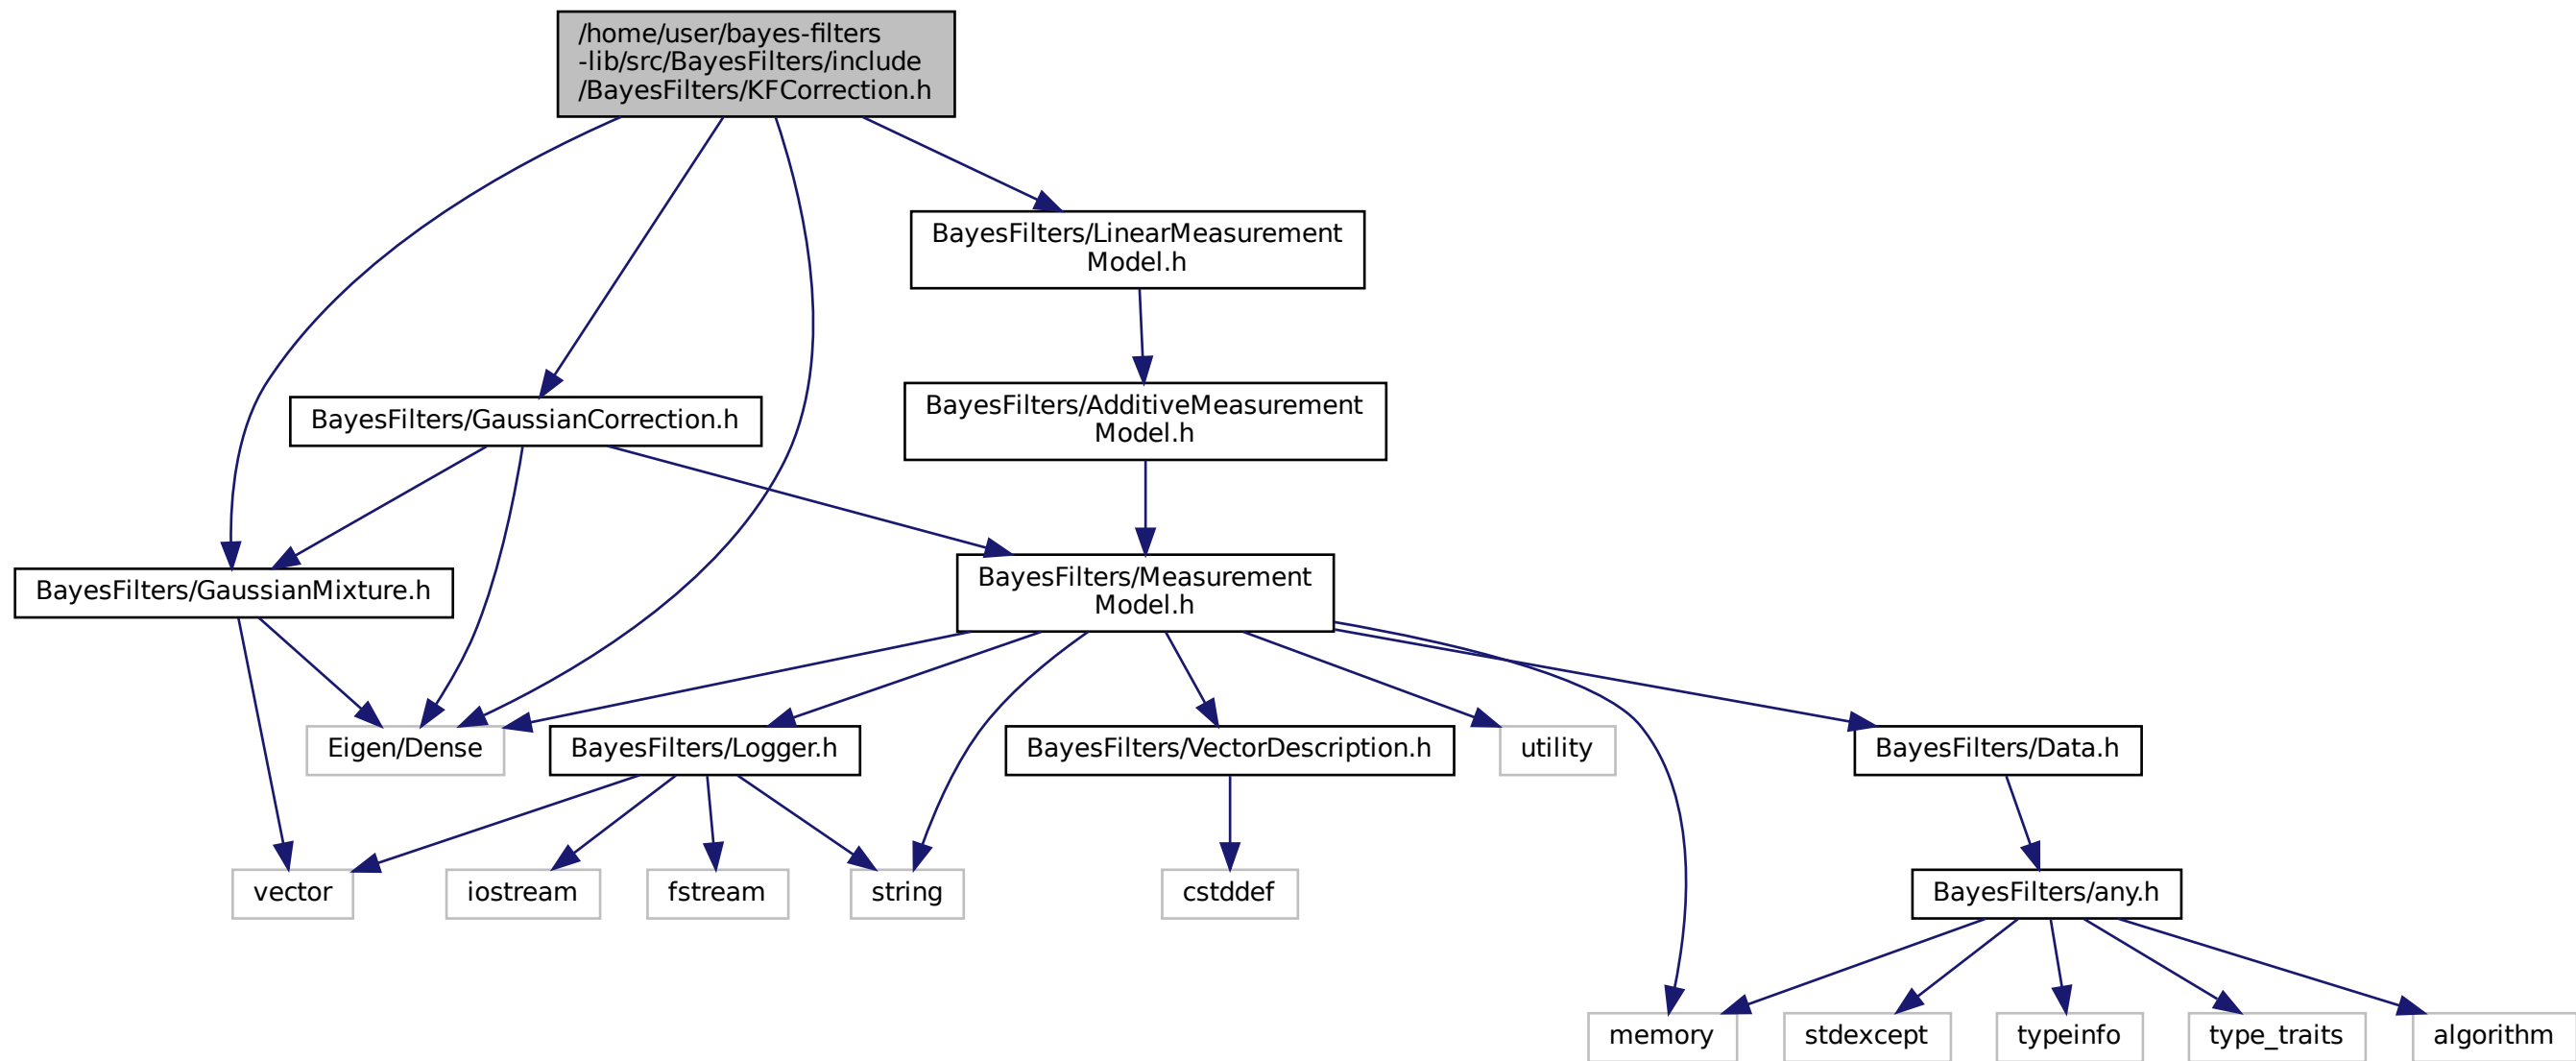 /home/user/bayes-filters
-lib/src/BayesFilters/include
/BayesFilters/KFCorrection.h
BayesFilters/LinearMeasurement
Model.h
BayesFilters/GaussianCorrection.h
BayesFilters/AdditiveMeasurement
Model.h
BayesFilters/GaussianMixture.h
BayesFilters/Measurement
Model.h
Eigen/Dense
BayesFilters/Logger.h
BayesFilters/VectorDescription.h
utility
BayesFilters/Data.h
vector
iostream
fstream
string
cstddef
BayesFilters/any.h
memory
stdexcept
typeinfo
type_traits
algorithm